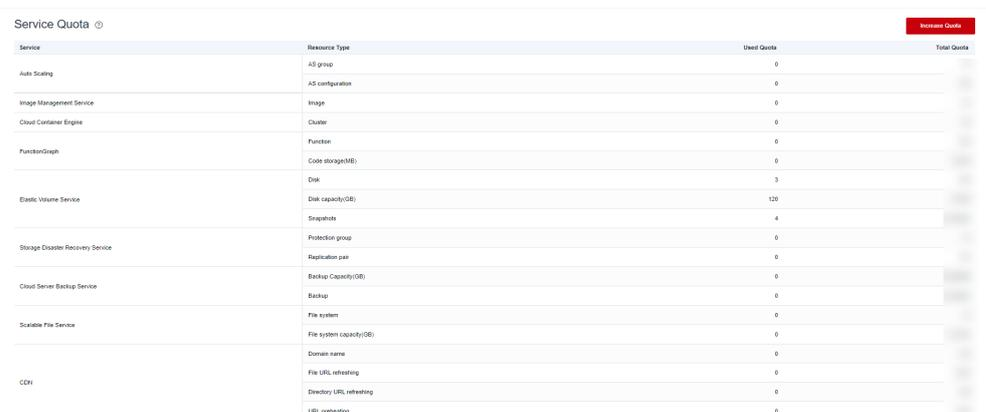 Service Quota ?
Increase Quota
Service Resource Type Used Quota Total Quota
Auto Scaling
AS group 0
AS configuration 0
Image Management Service Image 0
Cloud Container Engine Cluster 0
FunctionGraph
Function 0
Code storage(MB) 0
Elastic Volume Service
Disk 3
Disk capacity(GB) 120
Snapshots 4
Storage Disaster Recovery Service
Protection group 0
Replication pair 0
Cloud Server Backup Service
Backup Capacity(GB) 0
Backup 0
Scalable File Service
File system 0
File system capacity(GB) 0
CDN
Domain name 0
File URL refreshing 0
Directory URL refreshing 0
URL preheating 0